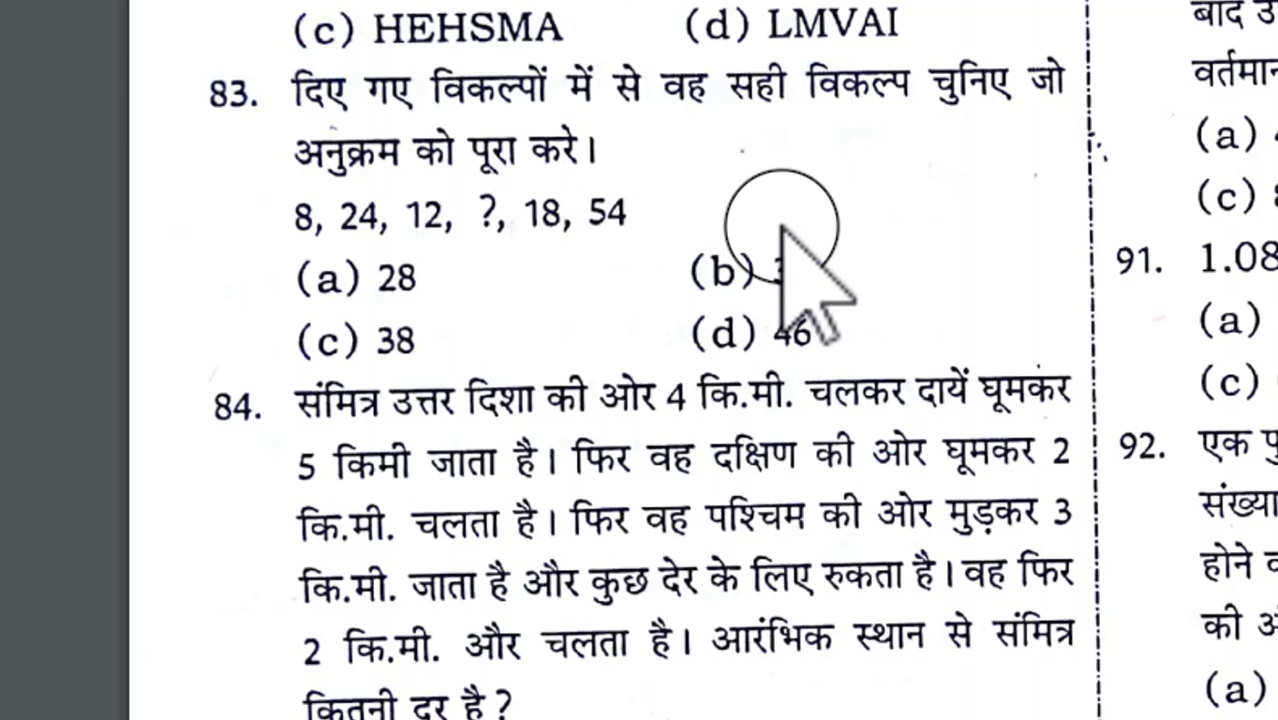 (c) HEHSMA (d) LMVAI
83. दिए गए विकल्पों में से वह सही विकल्प चुनिए जो
अनुक्रम को पूरा करे।
8, 24, 12, ?, 18, 54
(a) 28 (b)
(c) 38 (d) 46
84. संमित्र उत्तर दिशा की ओर 4 कि.मी. चलकर दायें घूमकर
5 किमी जाता है। फिर वह दक्षिण की ओर घूमकर 2
कि.मी. चलता है। फिर वह पश्चिम की ओर मुड़कर 3
कि.मी. जाता है और कुछ देर के लिए रुकता है। वह फिर
2 कि.मी. और चलता है। आरंभिक स्थान से संमित्र
कितनी दूर है?
बाद
(a)
(c)
91. 1.08
(a)
(c)
92. एक
संख्या
होने
की
(a)